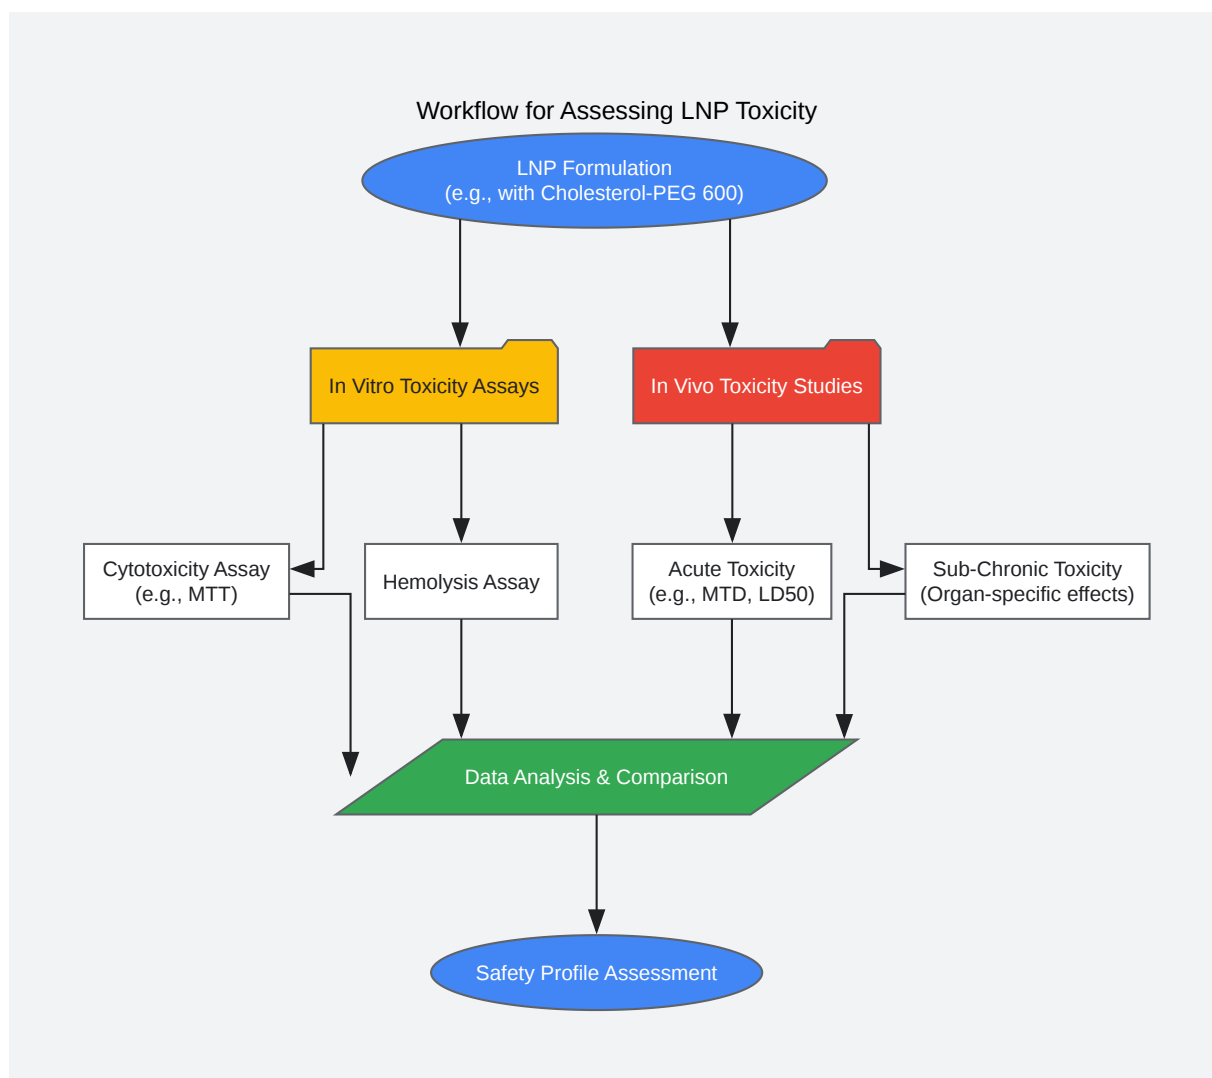 Workflow for Assessing LNP Toxicity
LNP Formulation
(e.g., with Cholesterol-PEG 600)
In Vitro Toxicity Assays
In Vivo Toxicity Studies
Cytotoxicity Assay
(e.g., MTT)
Hemolysis Assay
Acute Toxicity
(e.g., MTD, LD50)
Sub-Chronic Toxicity
(Organ-specific effects)
Data Analysis & Comparison
Safety Profile Assessment